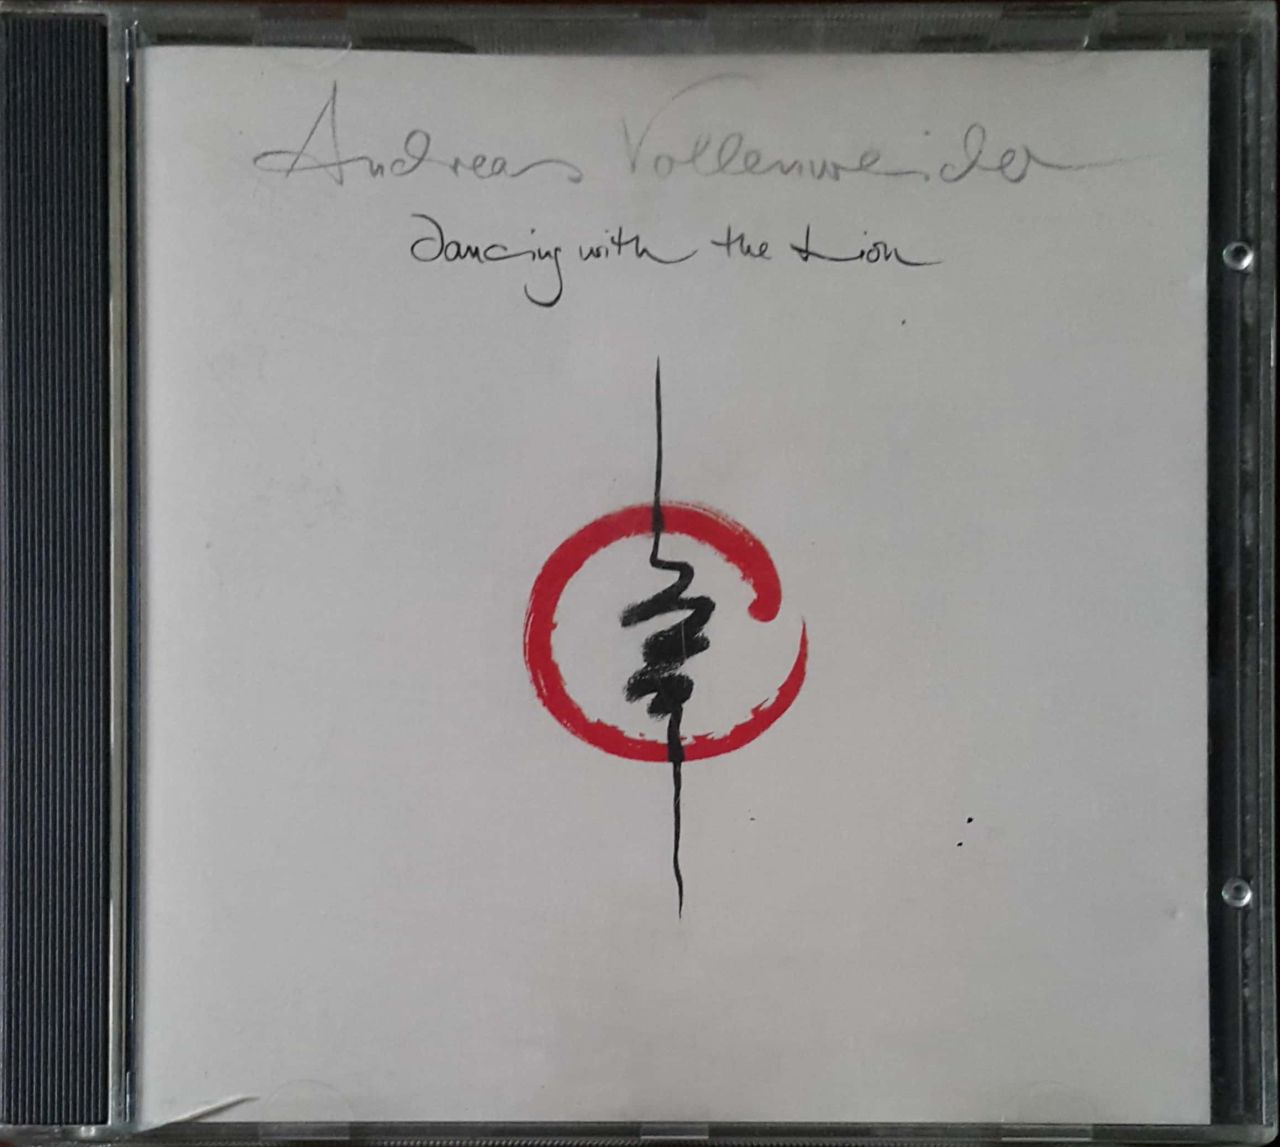 Andreas Vollenweider
Dancing with the Lion